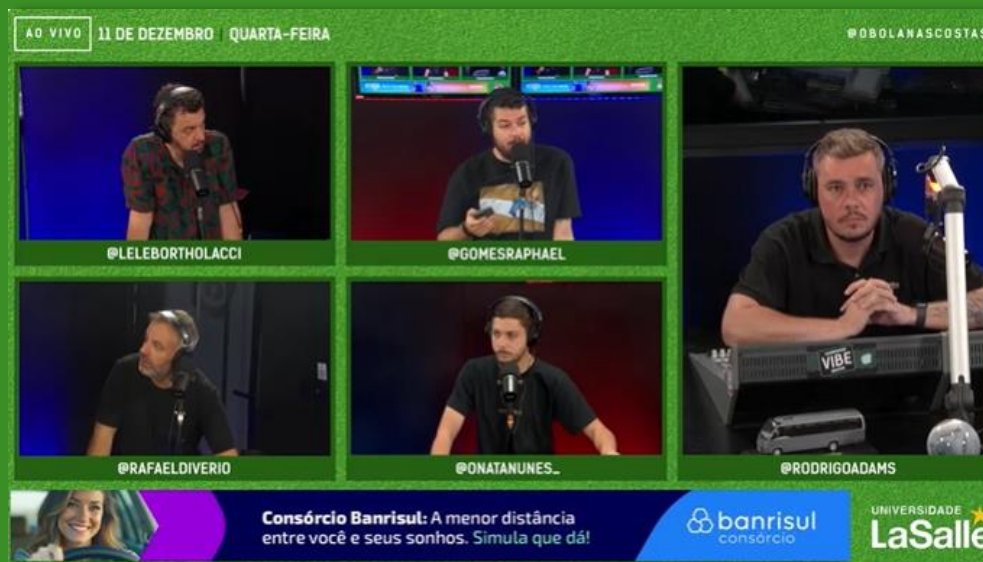 AO VIVO
11 DE DEZEMBRO
QUARTA-FEIRA
@OBOLANASCOSTAS
@LELEBORTHOLACCI
@GOMESRAPHAEL
VIBE
@RAFAELDIVERIO
@ONATANUNES_
@RODRIGOADAMS
Consórcio Banrisul: A menor distância
entre você e seus sonhos. Simula que dá!
banrisul
consórcio
UNIVERSIDADE
LaSalle